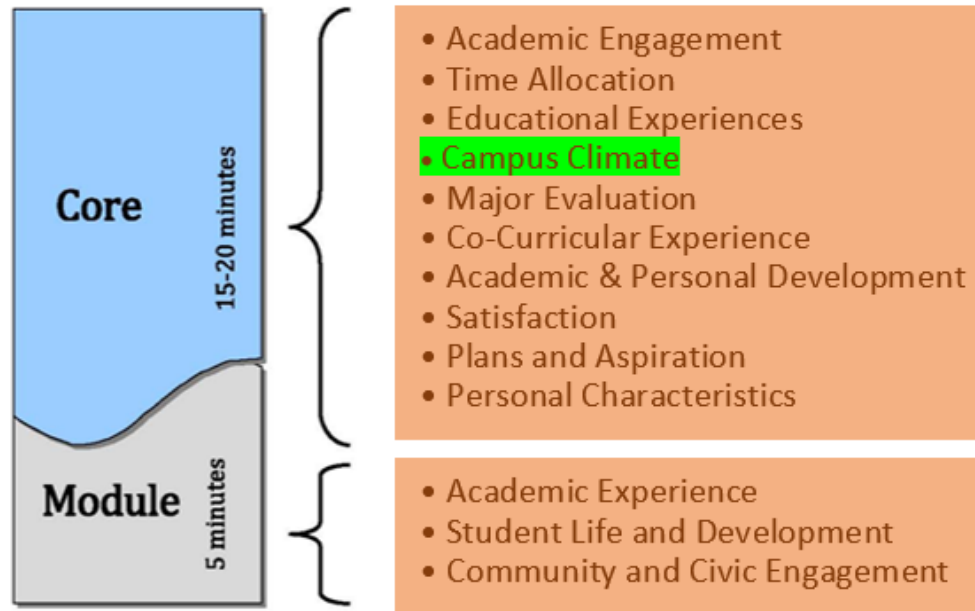 Core
15-20 minutes
• Academic Engagement
• Time Allocation
• Educational Experiences
• Campus Climate
• Major Evaluation
• Co-Curricular Experience
• Academic & Personal Development
• Satisfaction
• Plans and Aspiration
• Personal Characteristics
Module
5 minutes
• Academic Experience
• Student Life and Development
• Community and Civic Engagement